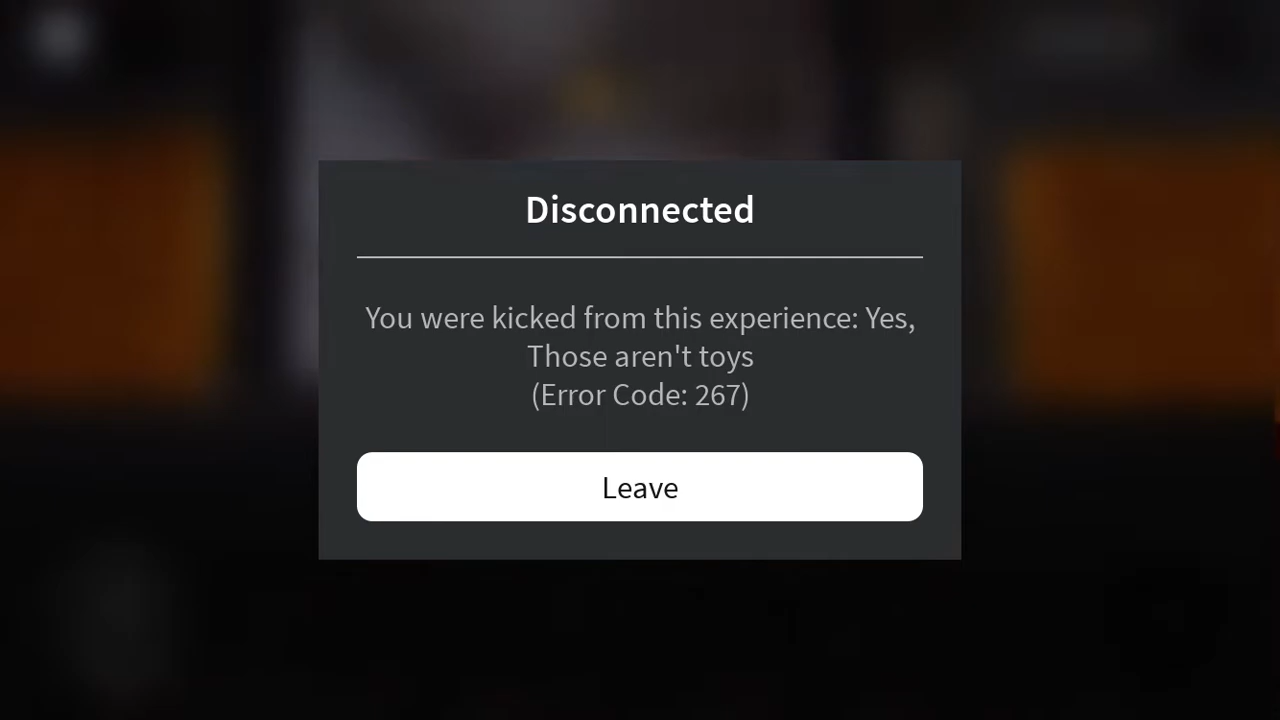 Disconnected
You were kicked from this experience: Yes,
Those aren't toys
(Error Code: 267)
Leave